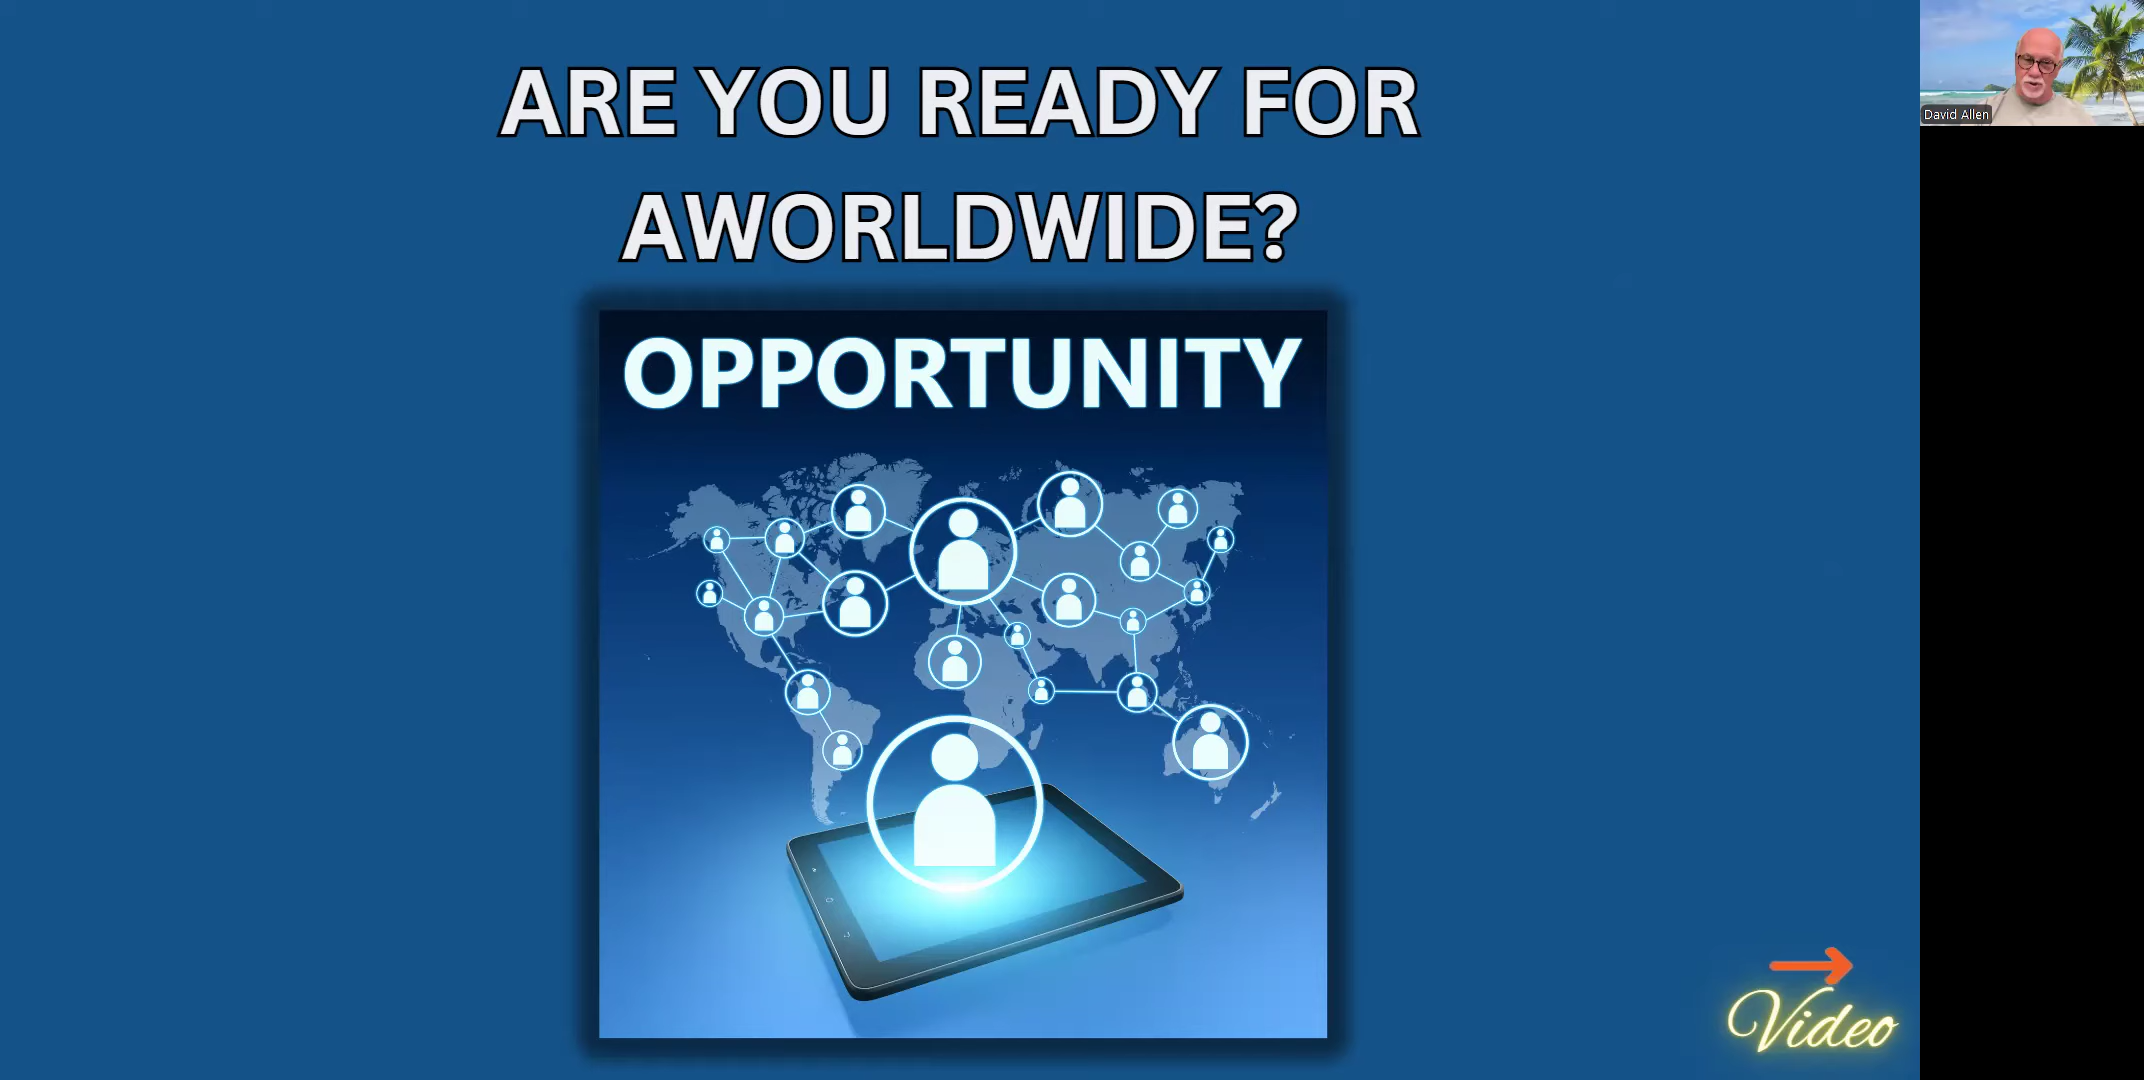 ARE YOU READY FOR
AWORLDWIDE?
OPPORTUNITY
David Allen
Video